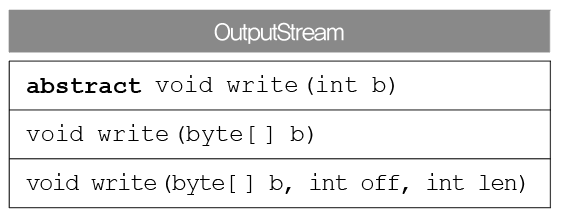 OutputStream
abstract void write(int b)
void write(byte[] b)
void write(byte[] b, int off, int len)